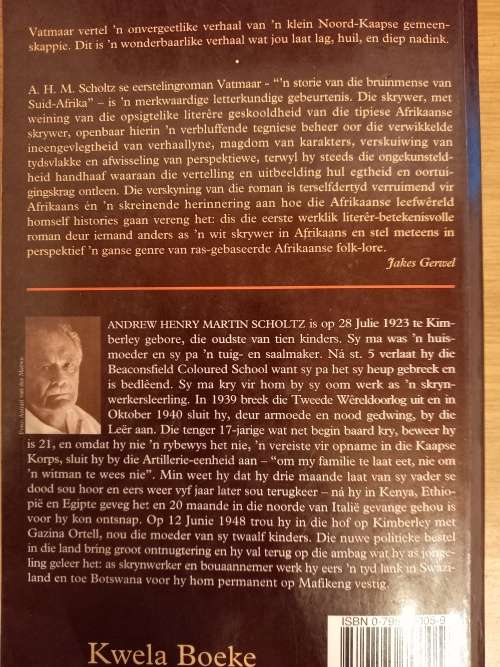 Vatmaar vertel 'n onvergeetlike verhaal van 'n klein Noord-Kaapse gemeen-
skappie. Dit is 'n wonderbaarlike verhaal wat jou laat lag, huil, en diep nadink.
•
A. H. M. Scholtz se eerstelingroman Vatmaar - "'n storie van die bruinmense van
Suid-Afrika" – is 'n merkwaardige letterkundige gebeurtenis. Die skrywer, met
weining van die opsigtelike literêre geskooldheid van die tipiese Afrikaanse
skrywer, openbaar hierin 'n verbluffende tegniese beheer oor die verwikkelde
ineengevlegtheid van verhaallyne, magdom van karakters, verskuiwing van
tydsvlakke en afwisseling van perspektiewe, terwyl hy steeds die ongekunsteld-
heid handhaaf waaraan die vertelling en uitbeelding hul egtheid en oortui-
gingskrag ontleen. Die verskyning van die roman is terselfdertyd verruimend vir
Afrikaans én 'n skreinende herinnering aan hoe die Afrikaanse leefwêreld
homself histories gaan vereng het: dis die eerste werklik literêr-betekenisvolle
roman deur iemand anders as 'n wit skrywer in Afrikaans en stel meteens in
perspektief 'n ganse genre van ras-gebaseerde Afrikaanse folk-lore.
Jakes Gerwel
ANDREW HENRY MARTIN SCHOLTZ is op 28 Julie 1923 te Kim-
berley gebore, die oudste van tien kinders. Sy ma was 'n huis-
moeder en sy pa 'n tuig- en saalmaker. Ná st. 5 verlaat hy die
Beaconsfield Coloured School want sy pa het sy heup gebreek en
is bedlêend. Sy ma kry vir hom by sy oom werk as 'n skryn-
werkersleerling. In 1939 breek die Tweede Wêreldoorlog uit en in
Oktober 1940 sluit hy, deur armoede en nood gedwing, by die
Leër aan. Die tenger 17-jarige wat net begin baard kry, beweer hy
is 21, en omdat hy nie 'n rybewys het nie, 'n vereiste vir opname in die Kaapse
Korps, sluit hy by die Artillerie-eenheid aan – "om my familie te laat eet, nie om
'n witman te wees nie". Min weet hy dat hy drie maande laat van sy vader se
dood sou hoor en eers weer vyf jaar later sou terugkeer – ná hy in Kenya, Ethio-
pië en Egipte geveg het en 20 maande in die noorde van Italië gevange gehou is
voor hy kon ontsnap. Op 12 Junie 1948 trou hy in die hof op Kimberley met
Gazina Ortell, nou die moeder van sy twaalf kinders. Die nuwe politieke bestel
in die land bring groot ontnugtering en hy val terug op die ambag wat hy as jonge-
ling geleer het: as skrynwerker en bouaannemer werk hy eers 'n tyd lank in Swazi-
land en toe Botswana voor hy hom permanent op Mafikeng vestig.
ISBN 0-795
Kwela Boeke